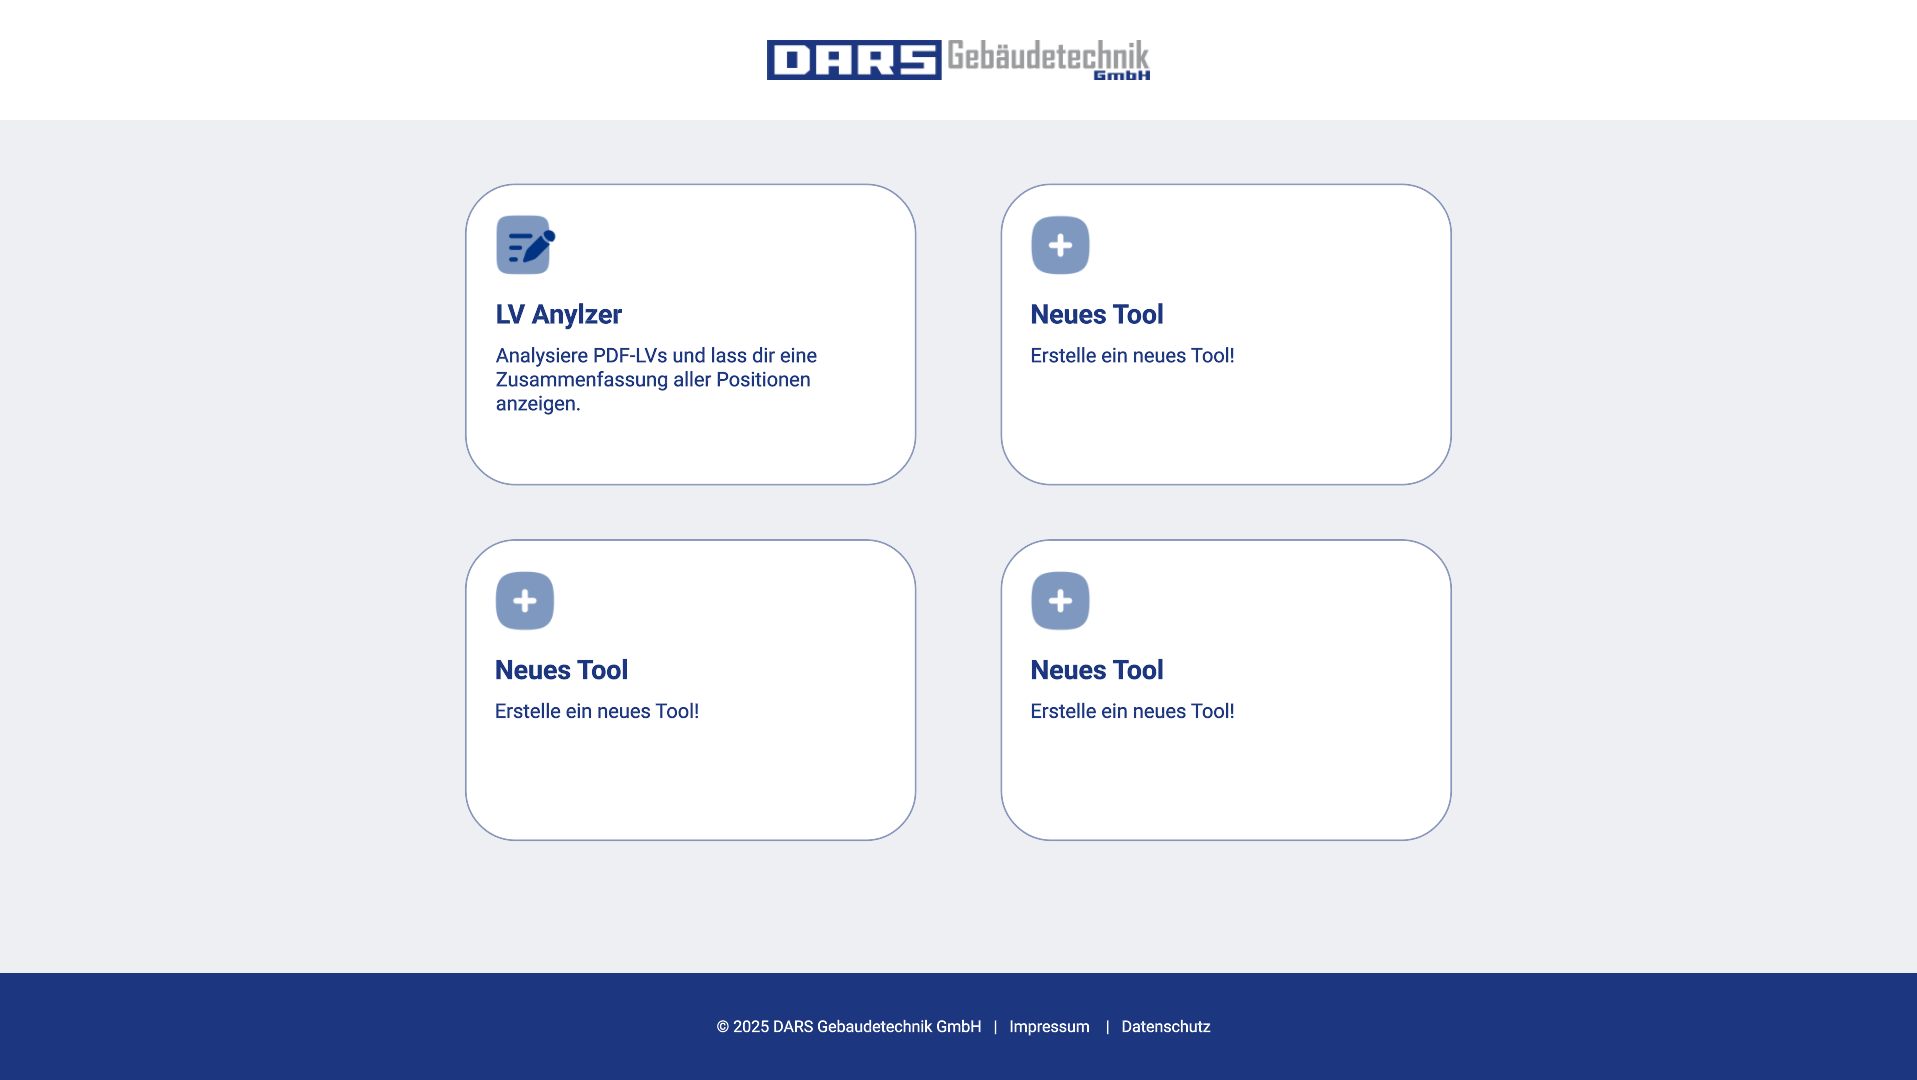 DARS Gebäudetechnik
GmbH
LV Anylzer
Analysiere PDF-LVs und lass dir eine
Zusammenfassung aller Positionen
anzeigen.
Neues Tool
Erstelle ein neues Tool!
Neues Tool
Erstelle ein neues Tool!
Neues Tool
Erstelle ein neues Tool!
© 2025 DARS Gebaudetechnik GmbH | Impressum | Datenschutz